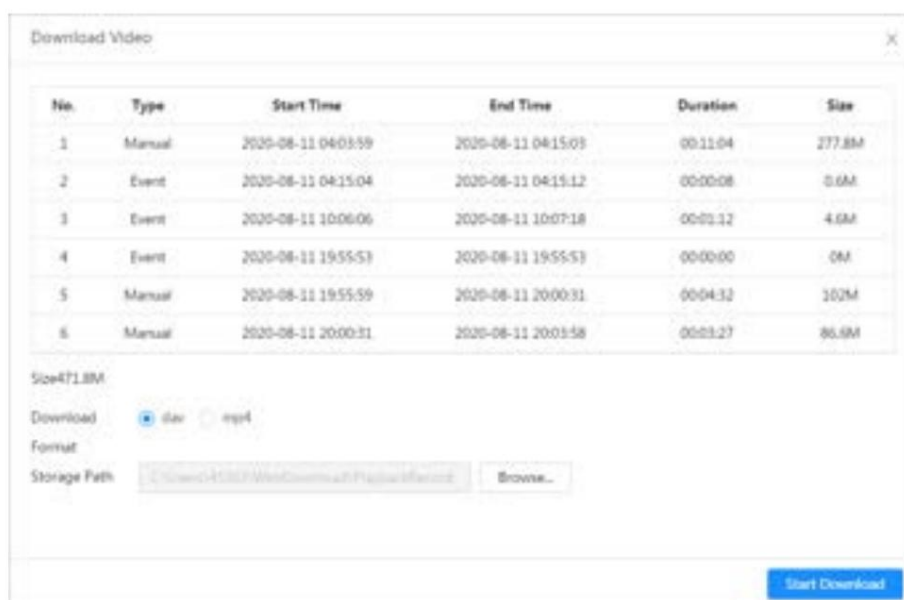 Download Video
No. Type Start Time End Time Duration Size
1 Manual 2020-08-11 04:03:59 2020-08-11 04:15:03 00:11:04 277.8M
2 Event 2020-08-11 04:15:04 2020-08-11 04:15:12 00:00:08 0.6M
3 Event 2020-08-11 10:06:06 2020-08-11 10:07:18 00:01:12 4.6M
4 Event 2020-08-11 19:55:53 2020-08-11 19:55:53 00:00:00 0M
5 Manual 2020-08-11 19:55:59 2020-08-11 20:00:31 00:04:32 102M
6 Manual 2020-08-11 20:00:31 2020-08-11 20:03:58 00:03:27 86.6M
Size471.8M
Download dav mp4
Format
Storage Path Browse...
Start Download